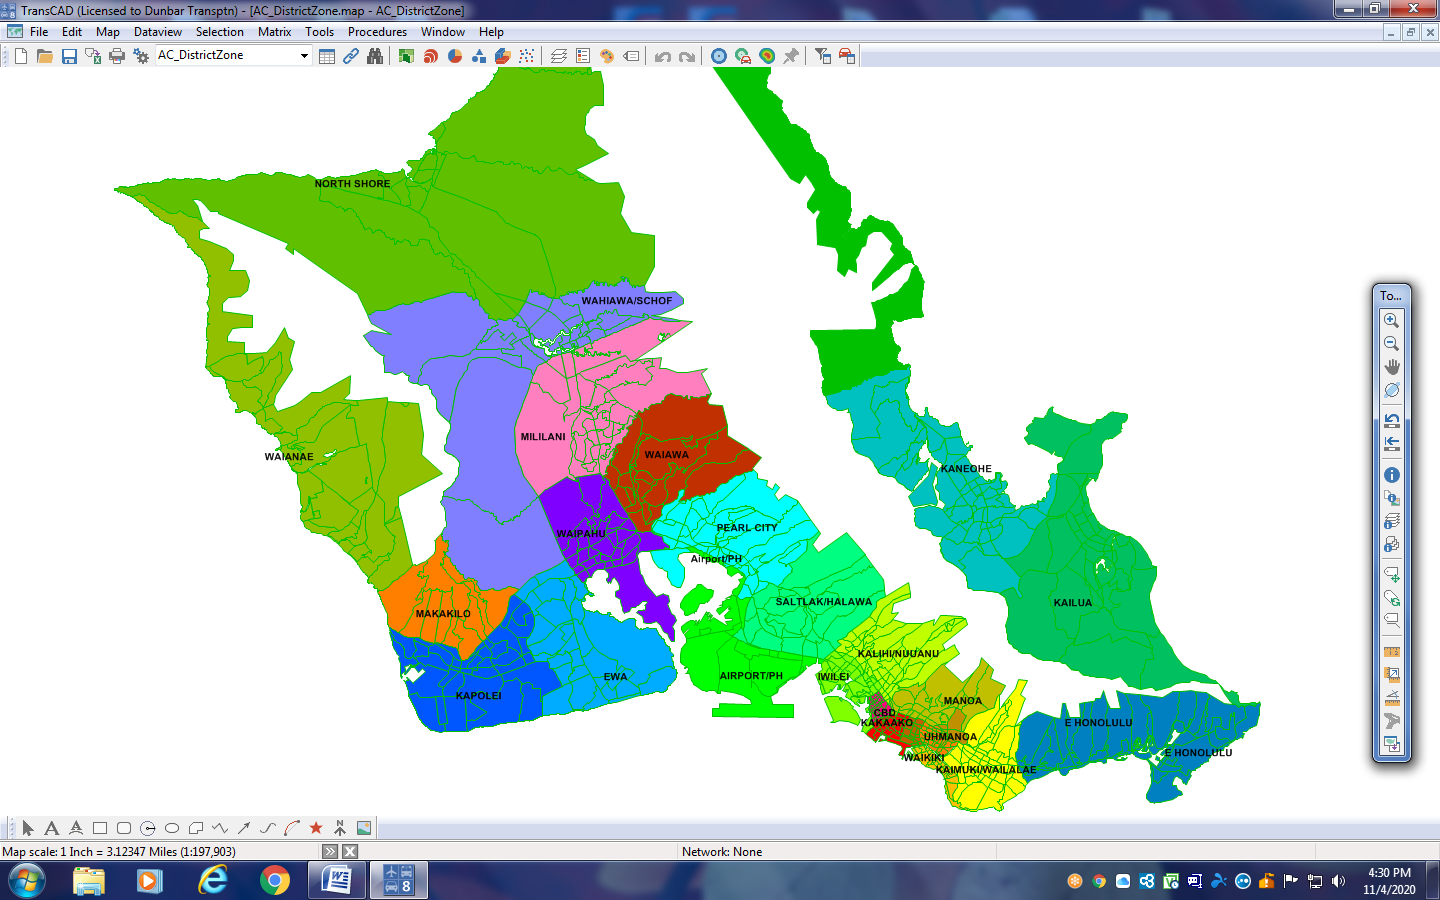 TransCAD (Licensed to Dunbar Transptn) - [AC_DistrictZone.map - AC_DistrictZone]
File Edit Map Dataview Selection Matrix Tools Procedures Window Help
AC_DistrictZone
NORTH SHORE
To...
WAHIAWA/SCHOF
MILILANI
WAIANAE
WAIAWA
KANEOHE
WAIPAHU
PEARL CITY
Airport/PH
MAKAKILO
SALTLAK/HALAWA
KAILUA
KALIHI/NUUANU
EWA
AIRPORT/PH
IWILEI
KAPOLEI
MANOA
CBD
KAKAAKO
E HONOLULU
UHMANOA
E HONOLULU
WAIKIKI
KAIMUKI/WAILALAE
Map scale: 1 Inch = 3.12347 Miles (1:197,903)
Network: None
8
4:30 PM
11/4/2020